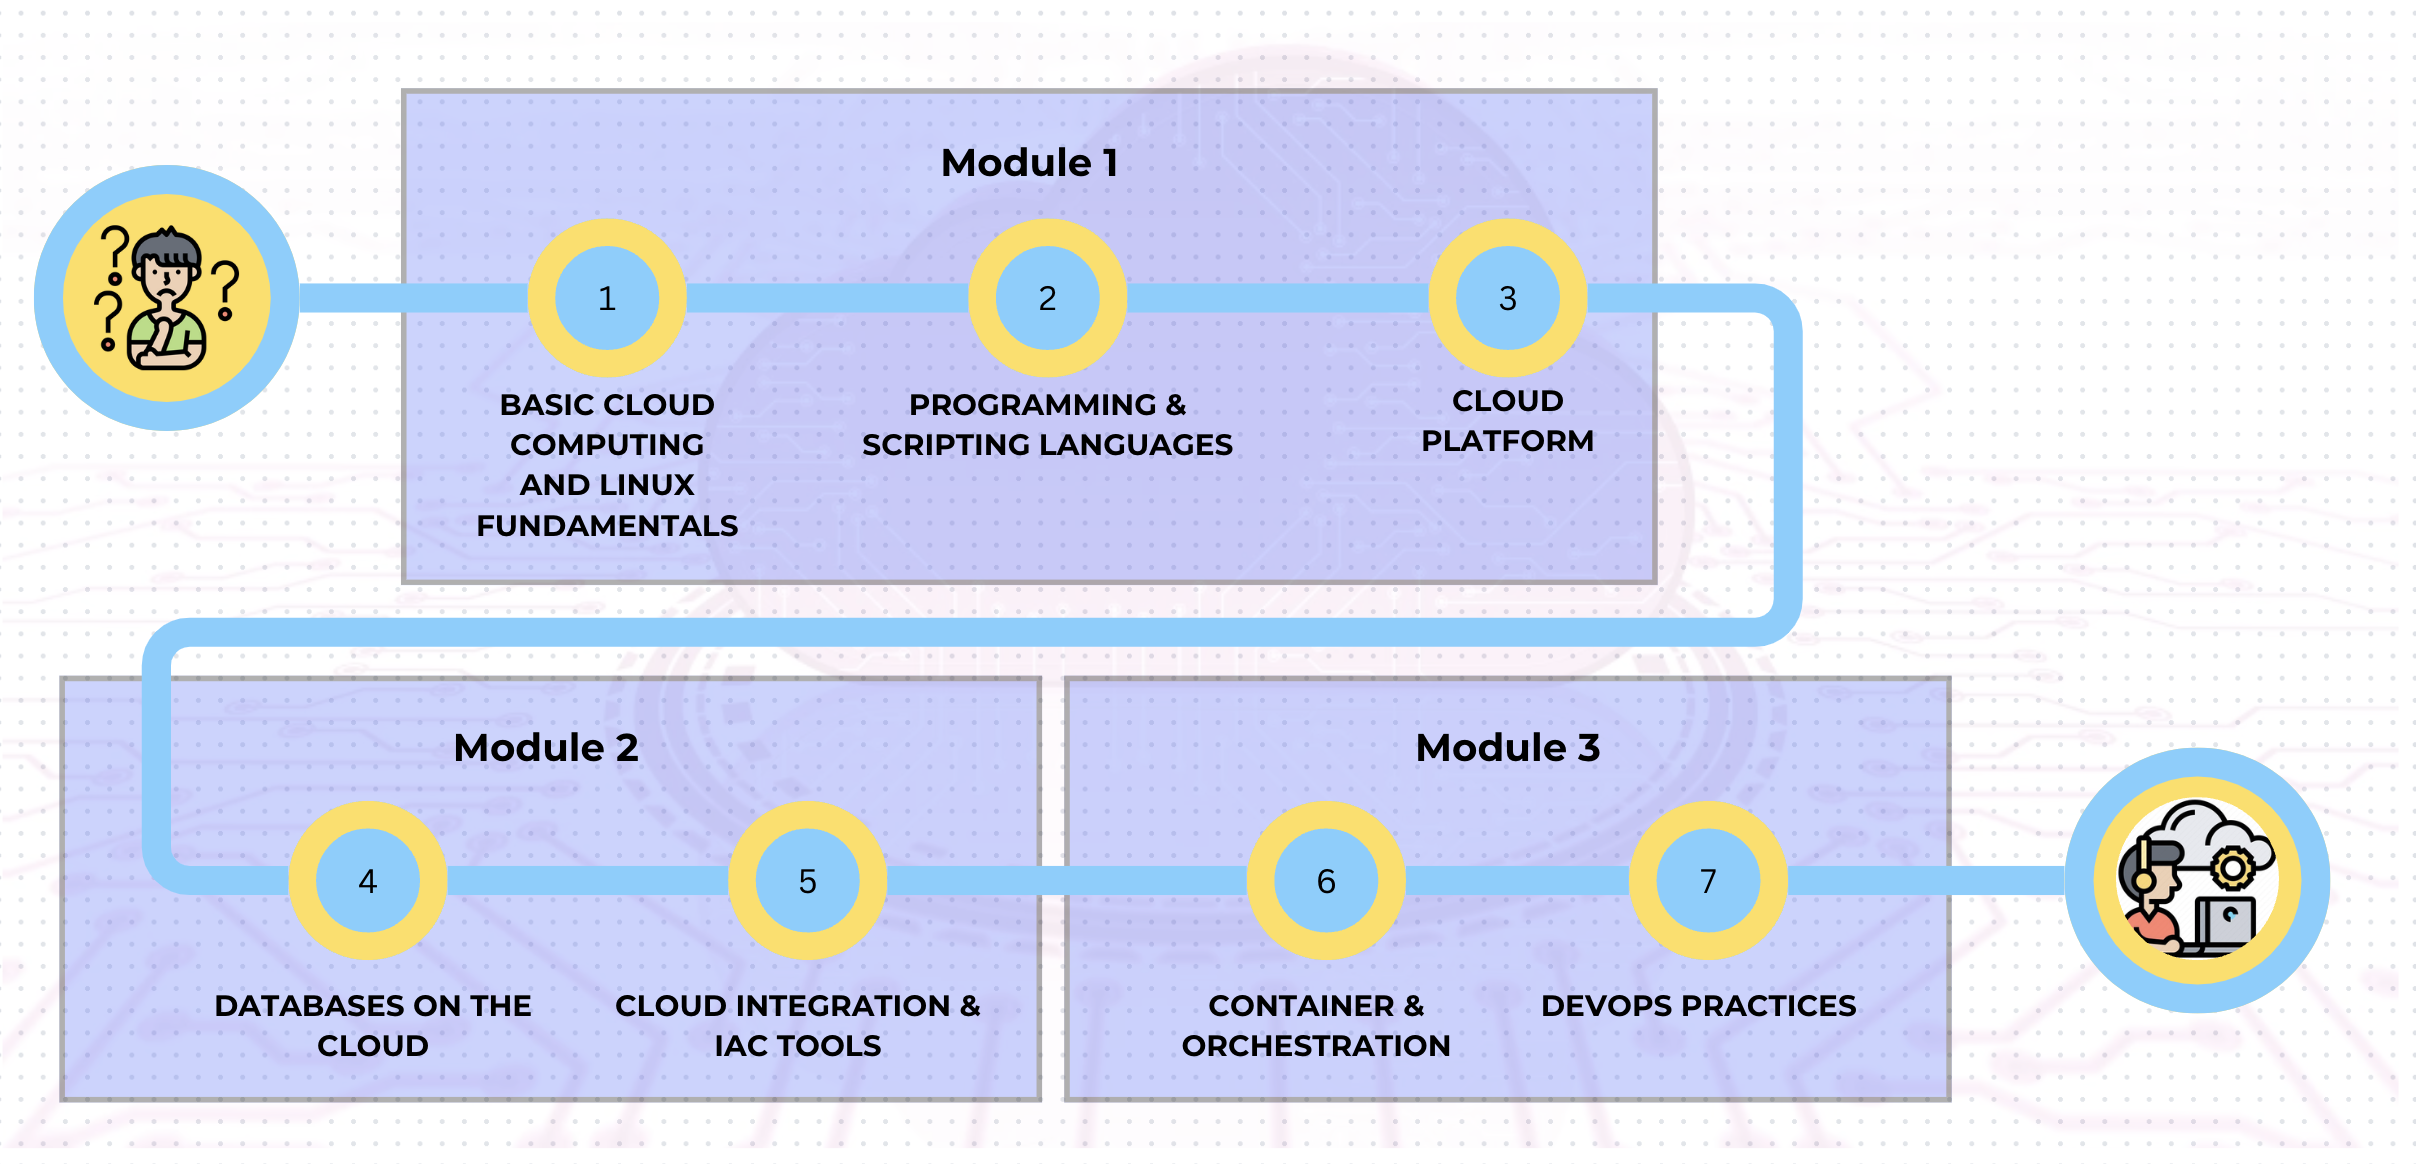 Module 1
1
2
3
BASIC CLOUD
COMPUTING
AND LINUX
FUNDAMENTALS
PROGRAMMING &
SCRIPTING LANGUAGES
CLOUD
PLATFORM
Module 2
4
5
DATABASES ON THE
CLOUD
CLOUD INTEGRATION &
IAC TOOLS
Module 3
6
7
CONTAINER &
ORCHESTRATION
DEVOPS PRACTICES